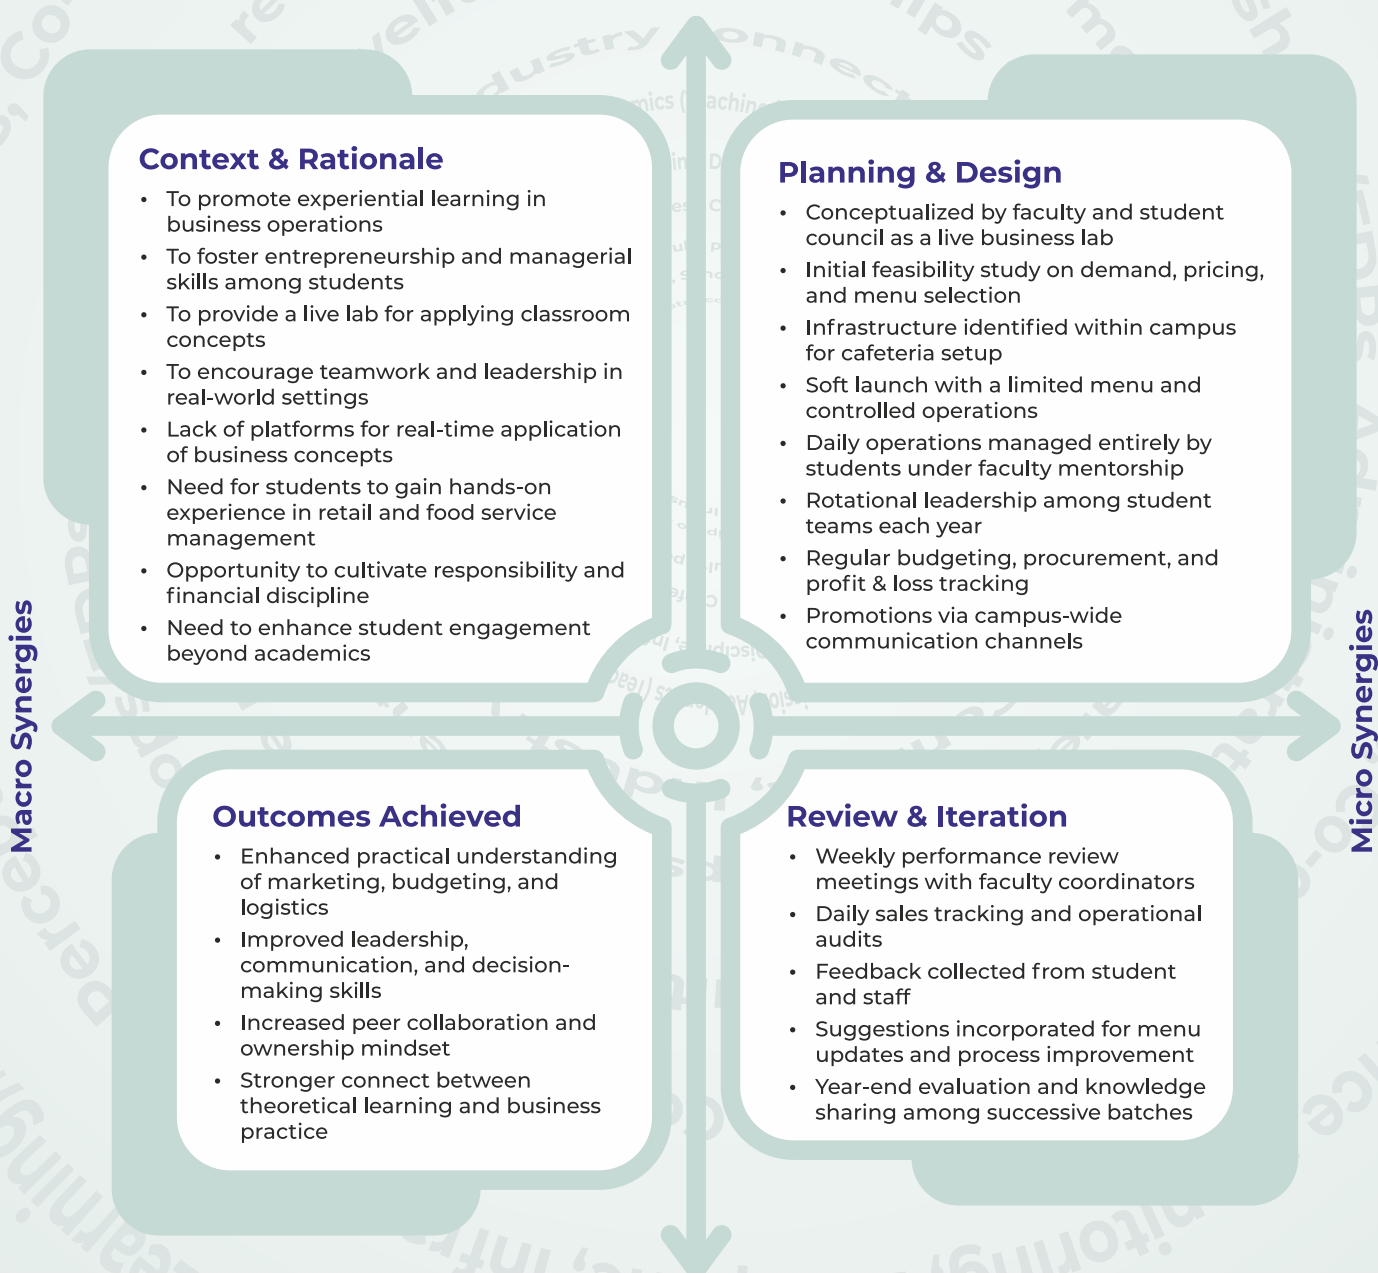 Context & Rationale
• To promote experiential learning in
business operations
• To foster entrepreneurship and managerial
skills among students
• To provide a live lab for applying classroom
concepts
• To encourage teamwork and leadership in
real-world settings
• Lack of platforms for real-time application
of business concepts
• Need for students to gain hands-on
experience in retail and food service
management
• Opportunity to cultivate responsibility and
financial discipline
• Need to enhance student engagement
beyond academics
Planning & Design
• Conceptualized by faculty and student
council as a live business lab
• Initial feasibility study on demand, pricing,
and menu selection
• Infrastructure identified within campus
for cafeteria setup
• Soft launch with a limited menu and
controlled operations
• Daily operations managed entirely by
students under faculty mentorship
• Rotational leadership among student
teams each year
• Regular budgeting, procurement, and
profit & loss tracking
• Promotions via campus-wide
communication channels
Macro Synergies
Micro Synergies
Outcomes Achieved
• Enhanced practical understanding
of marketing, budgeting, and
logistics
• Improved leadership,
communication, and decision-
making skills
• Increased peer collaboration and
ownership mindset
• Stronger connect between
theoretical learning and business
practice
Review & Iteration
• Weekly performance review
meetings with faculty coordinators
• Daily sales tracking and operational
audits
• Feedback collected from student
and staff
• Suggestions incorporated for menu
updates and process improvement
• Year-end evaluation and knowledge
sharing among successive batches